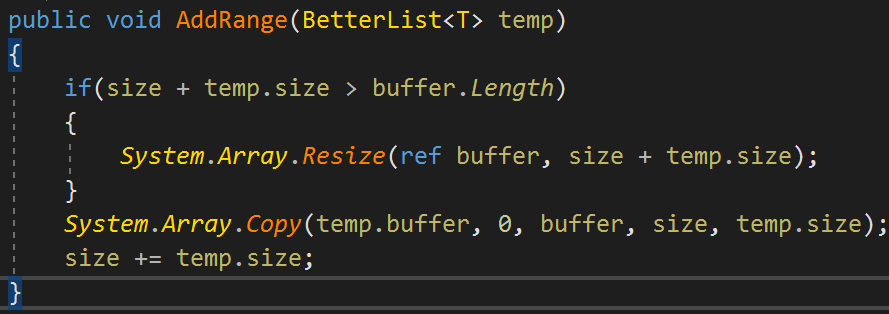 public void AddRange(BetterList<T> temp)
{
if(size + temp.size > buffer.Length)
{
System.Array.Resize(ref buffer, size + temp.size);
}
System.Array.Copy(temp.buffer, 0, buffer, size, temp.size);
size += temp.size;
}